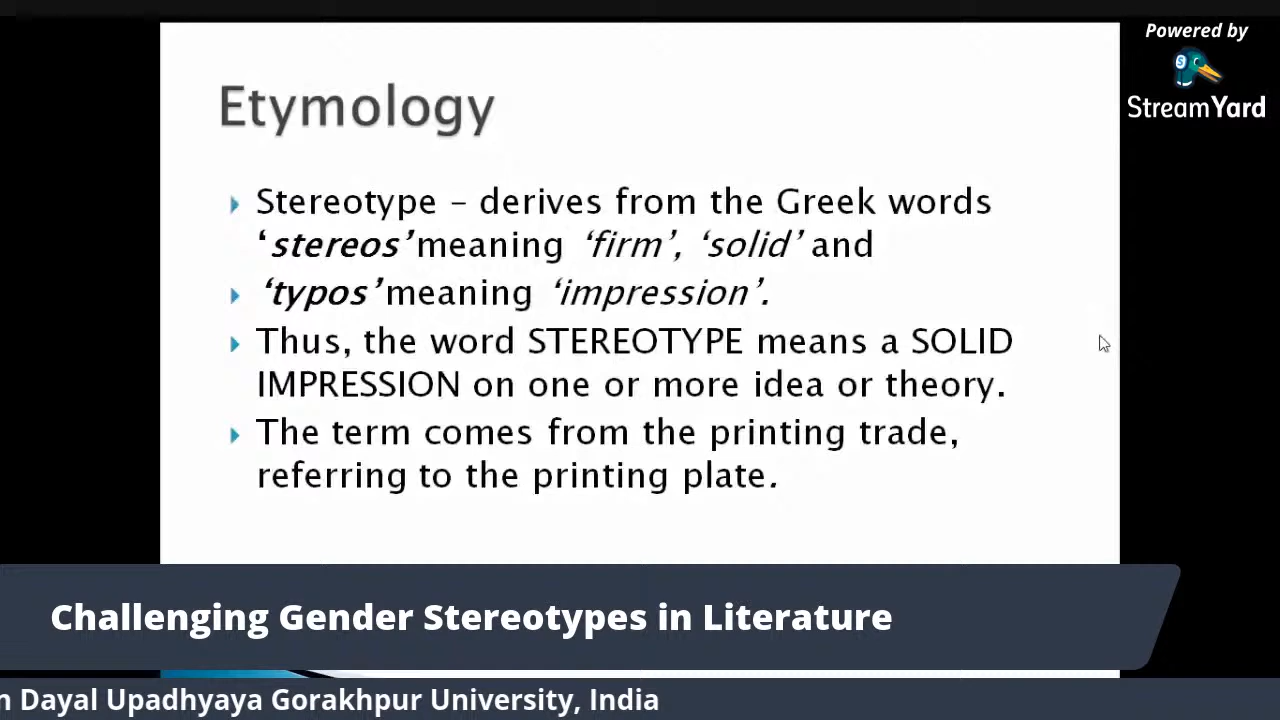 Powered by
StreamYard
Etymology
Stereotype – derives from the Greek words
‘stereos’ meaning ‘firm’, ‘solid’ and
‘typos’ meaning ‘impression’.
Thus, the word STEREOTYPE means a SOLID
IMPRESSION on one or more idea or theory.
The term comes from the printing trade,
referring to the printing plate.
Challenging Gender Stereotypes in Literature
n Dayal Upadhyaya Gorakhpur University, India